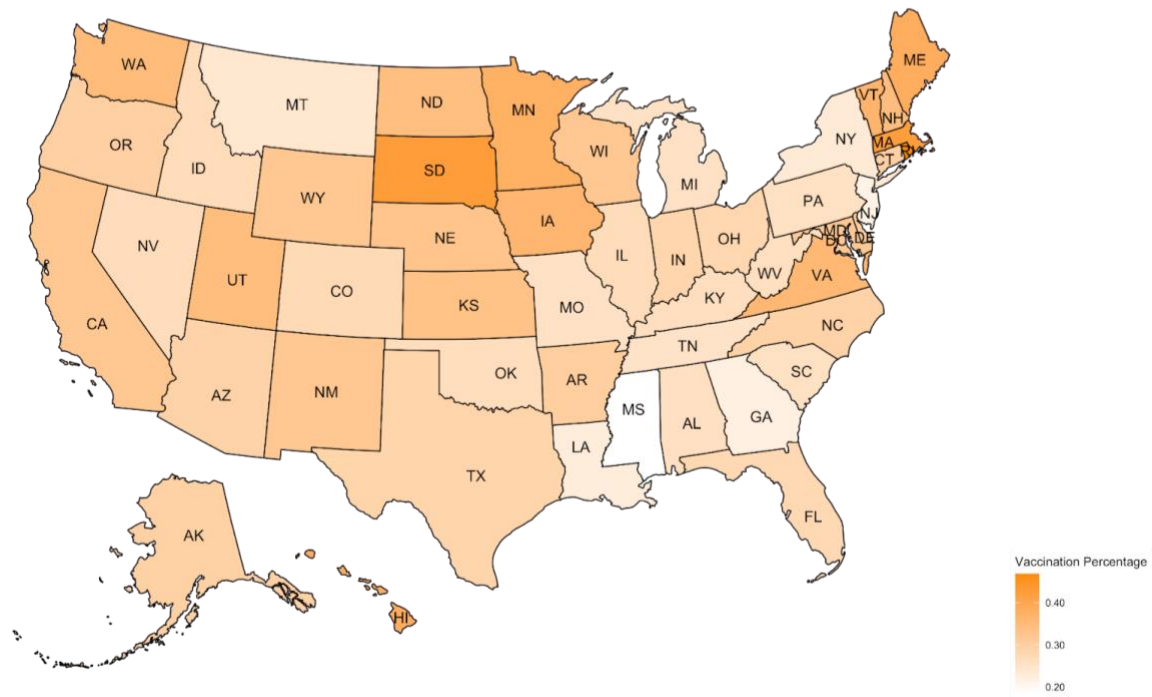 WA
ME
MT
ND
MN
VT
NH
OR
NY
MA
RI
WI
CT
ID
SD
MI
WY
PA
NJ
IA
NE
OH
MD
DE
DC
NV
IL
IN
WV
VA
UT
CO
KS
MO
KY
CA
NC
TN
OK
SC
AZ
NM
AR
MS
GA
AL
LA
TX
FL
AK
HI
Vaccination Percentage
0.40
0.30
0.20